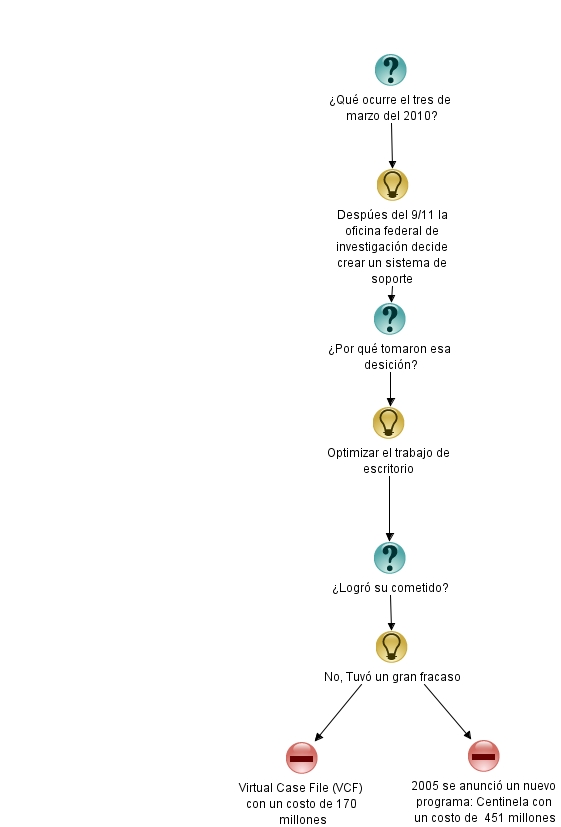 ¿Qué ocurre el tres de
marzo del 2010?
Despúes del 9/11 la
oficina federal de
investigación decide
crear un sistema de
soporte
¿Por qué tomaron esa
desición?
Optimizar el trabajo de
escritorio
¿Logró su cometido?
No, Tuvó un gran fracaso
Virtual Case File (VCF)
con un costo de 170
millones
2005 se anunció un nuevo
programa: Centinela con
un costo de 451 millones